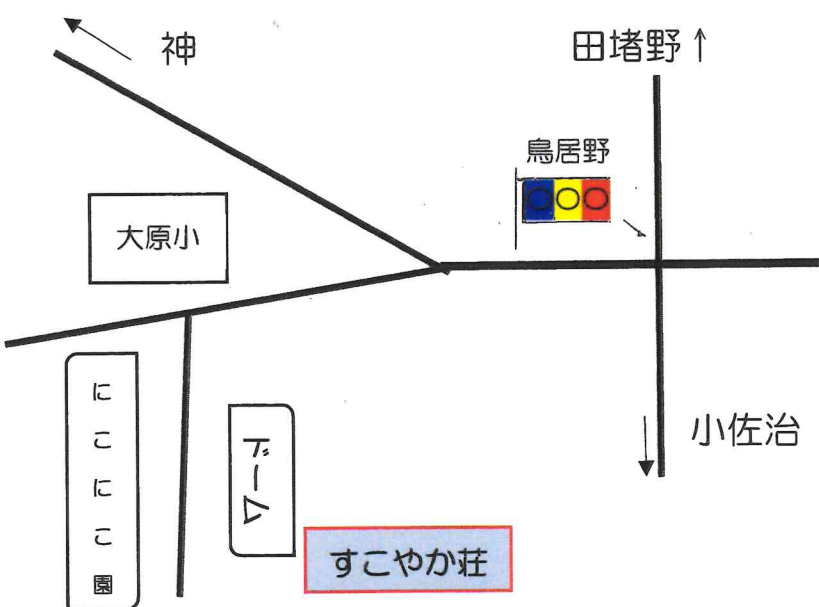 神
田堵野↑
鳥居野
大原小
にこにこ園
ドーム
小佐治
すこやか荘